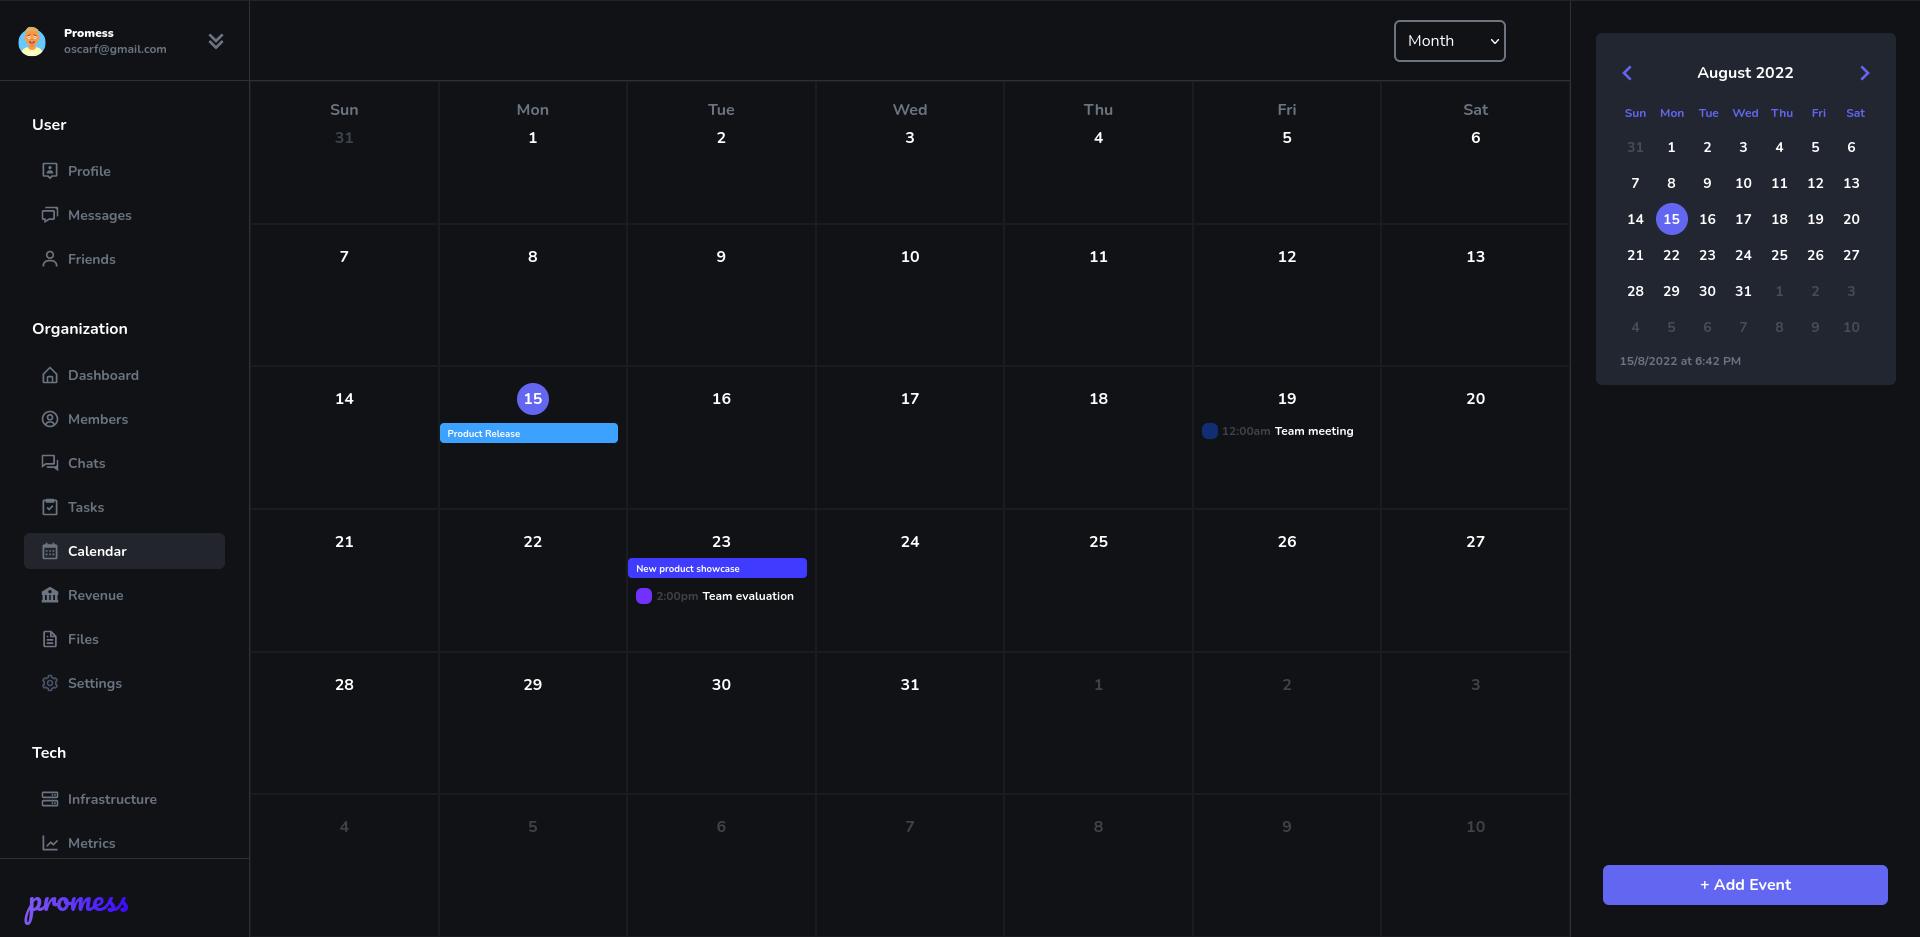 Promess
oscarf@gmail.com
User
Profile
Messages
Friends
Organization
Dashboard
Members
Chats
Tasks
Calendar
Revenue
Files
Settings
Tech
Infrastructure
Metrics
promess
Month
Sun Mon Tue Wed Thu Fri Sat
31 1 2 3 4 5 6
7 8 9 10 11 12 13
14 15 16 17 18 19 20
Product Release
12:00am Team meeting
21 22 23 24 25 26 27
New product showcase
2:00pm Team evaluation
28 29 30 31 1 2 3
4 5 6 7 8 9 10
August 2022
Sun Mon Tue Wed Thu Fri Sat
31 1 2 3 4 5 6
7 8 9 10 11 12 13
14 15 16 17 18 19 20
21 22 23 24 25 26 27
28 29 30 31 1 2 3
4 5 6 7 8 9 10
15/8/2022 at 6:42 PM
+ Add Event